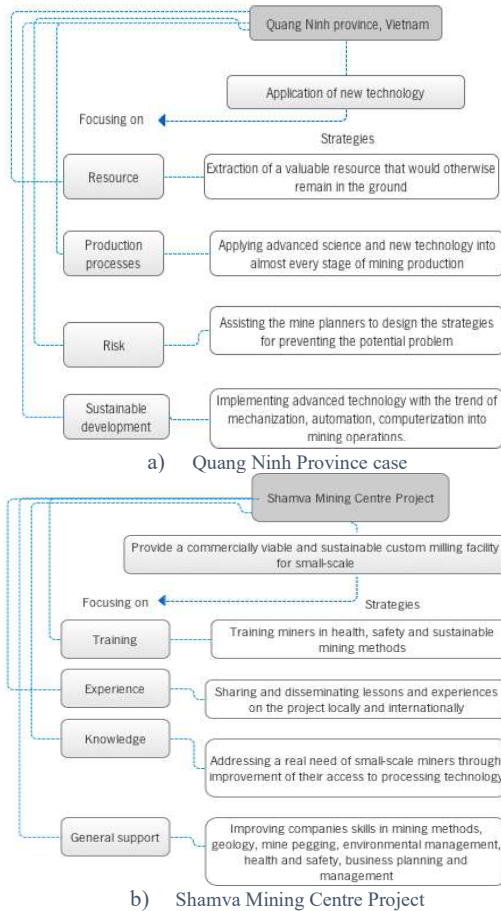 Quang Ninh province, Vietnam
Application of new technology
Focusing on
Strategies
Resource
Extraction of a valuable resource that would otherwise
remain in the ground
Production
processes
Applying advanced science and new technology into
almost every stage of mining production
Risk
Assisting the mine planners to design the strategies
for preventing the potential problem
Sustainable
development
Implementing advanced technology with the trend of
mechanization, automation, computerization into
mining operations.
a) Quang Ninh Province case
Shamva Mining Centre Project
Provide a commercially viable and sustainable custom milling facility
for small-scale
Focusing on
Strategies
Training
Training miners in health, safety and sustainable
mining methods
Experience
Sharing and disseminating lessons and experiences
on the project locally and internationally
Knowledge
Addressing a real need of small-scale miners through
improvement of their access to processing technology
General support
Improving companies skills in mining methods,
geology, mine pegging, environmental management,
health and safety, business planning and
management
b) Shamva Mining Centre Project